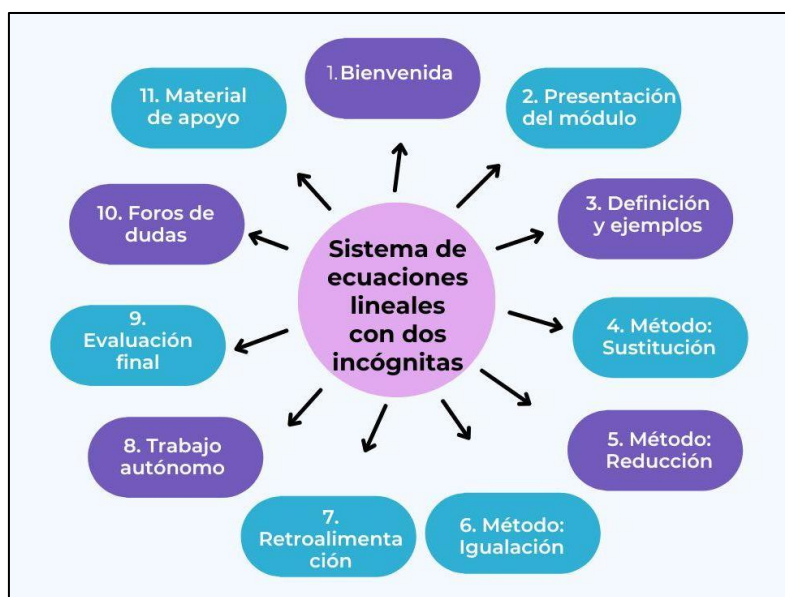 1. Bienvenida
2. Presentación
del módulo
3. Definición
y ejemplos
4. Método:
Sustitución
5. Método:
Reducción
6. Método:
Igualación
7.
Retroalimenta
ción
8. Trabajo
autónomo
9.
Evaluación
final
10. Foros de
dudas
11. Material
de apoyo
Sistema de
ecuaciones
lineales
con dos
incógnitas